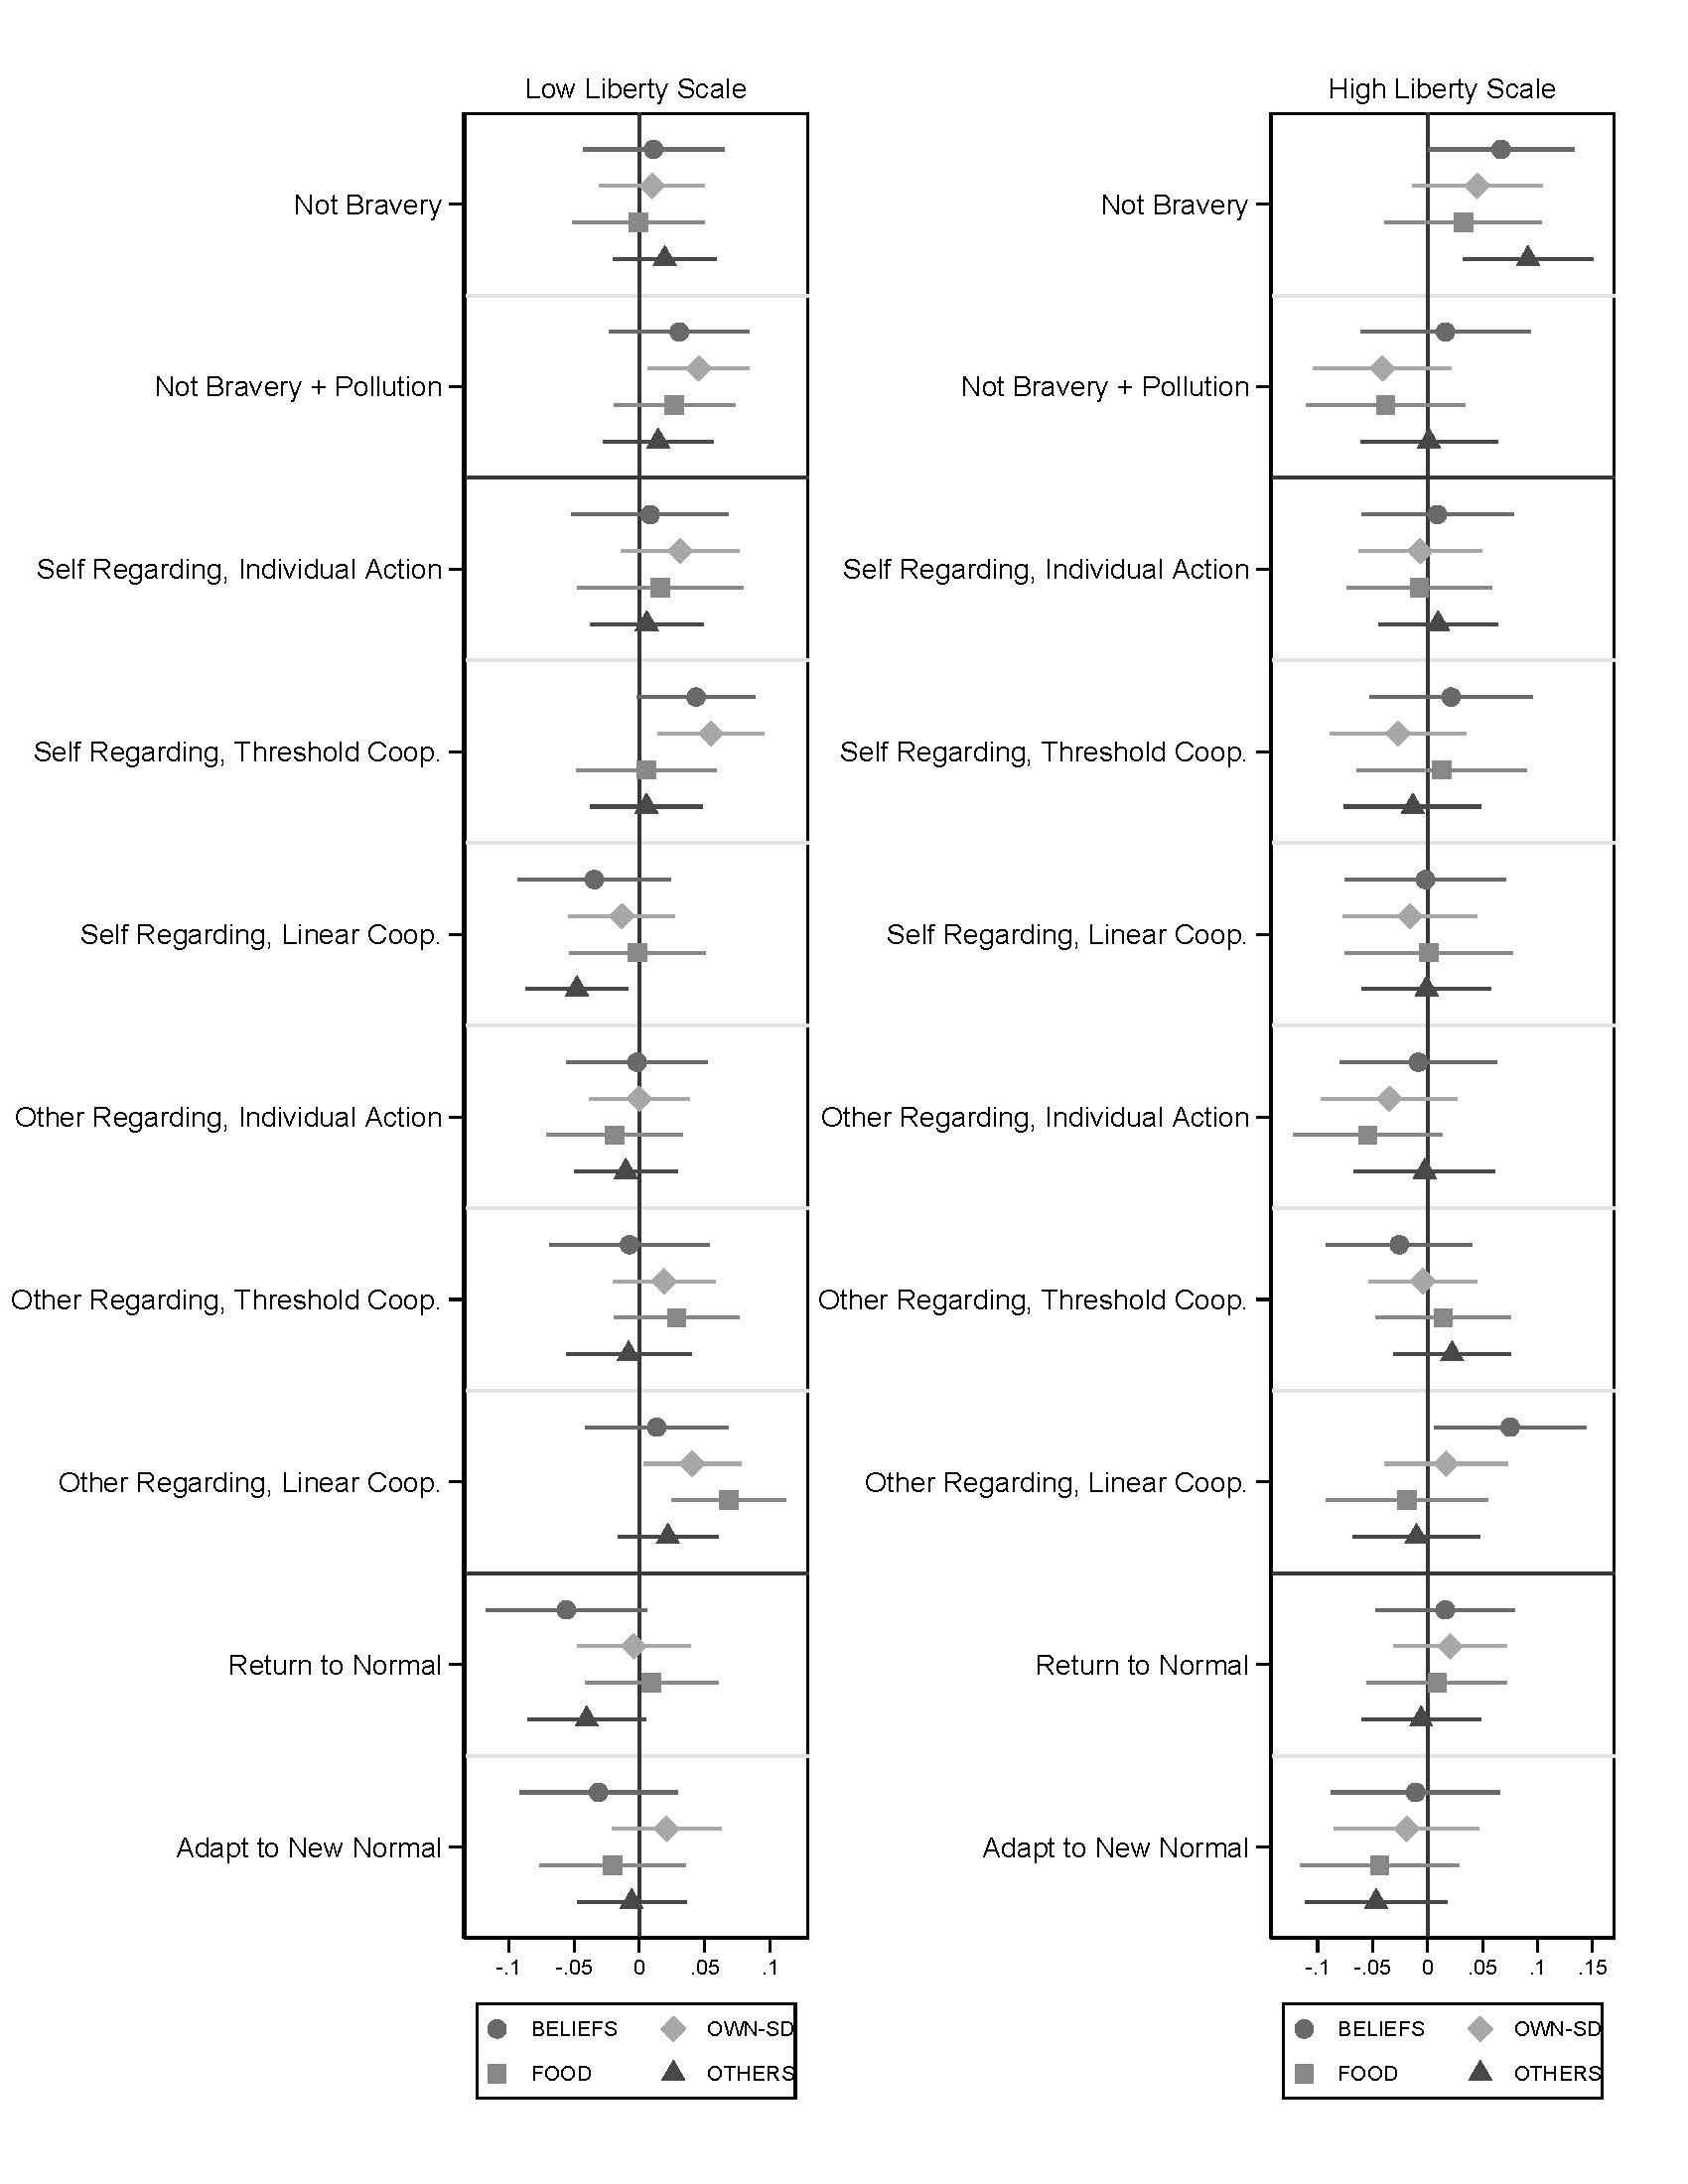 Low Liberty Scale
Not Bravery
Not Bravery + Pollution
Self Regarding, Individual Action
Self Regarding, Threshold Coop.
Self Regarding, Linear Coop.
Other Regarding, Individual Action
Other Regarding, Threshold Coop.
Other Regarding, Linear Coop.
Return to Normal
Adapt to New Normal
-.1 -.05 0 .05 .1
BELIEFS OWN-SD
FOOD OTHERS
High Liberty Scale
Not Bravery
Not Bravery + Pollution
Self Regarding, Individual Action
Self Regarding, Threshold Coop.
Self Regarding, Linear Coop.
Other Regarding, Individual Action
Other Regarding, Threshold Coop.
Other Regarding, Linear Coop.
Return to Normal
Adapt to New Normal
-.1 -.05 0 .05 .1 .15
BELIEFS OWN-SD
FOOD OTHERS